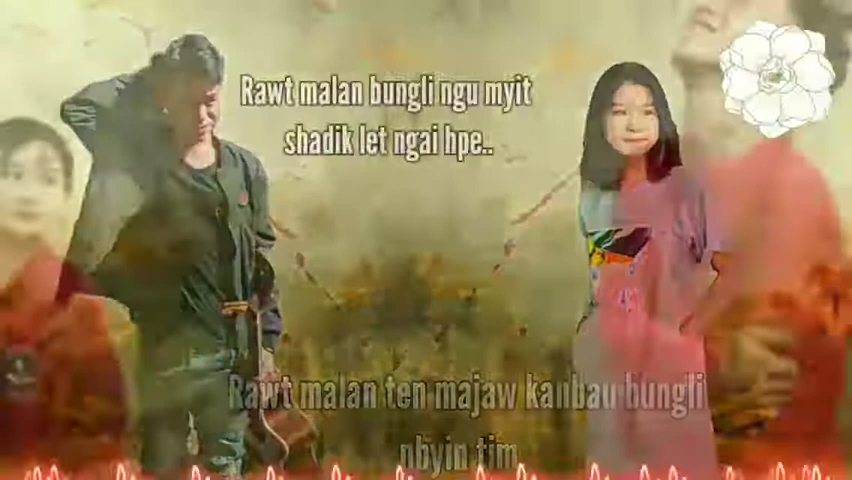 Rawt malan bungli ngu myit
shadik let ngai hpe..
Rawt malan ten majaw kanbau bungli
nbyin tim